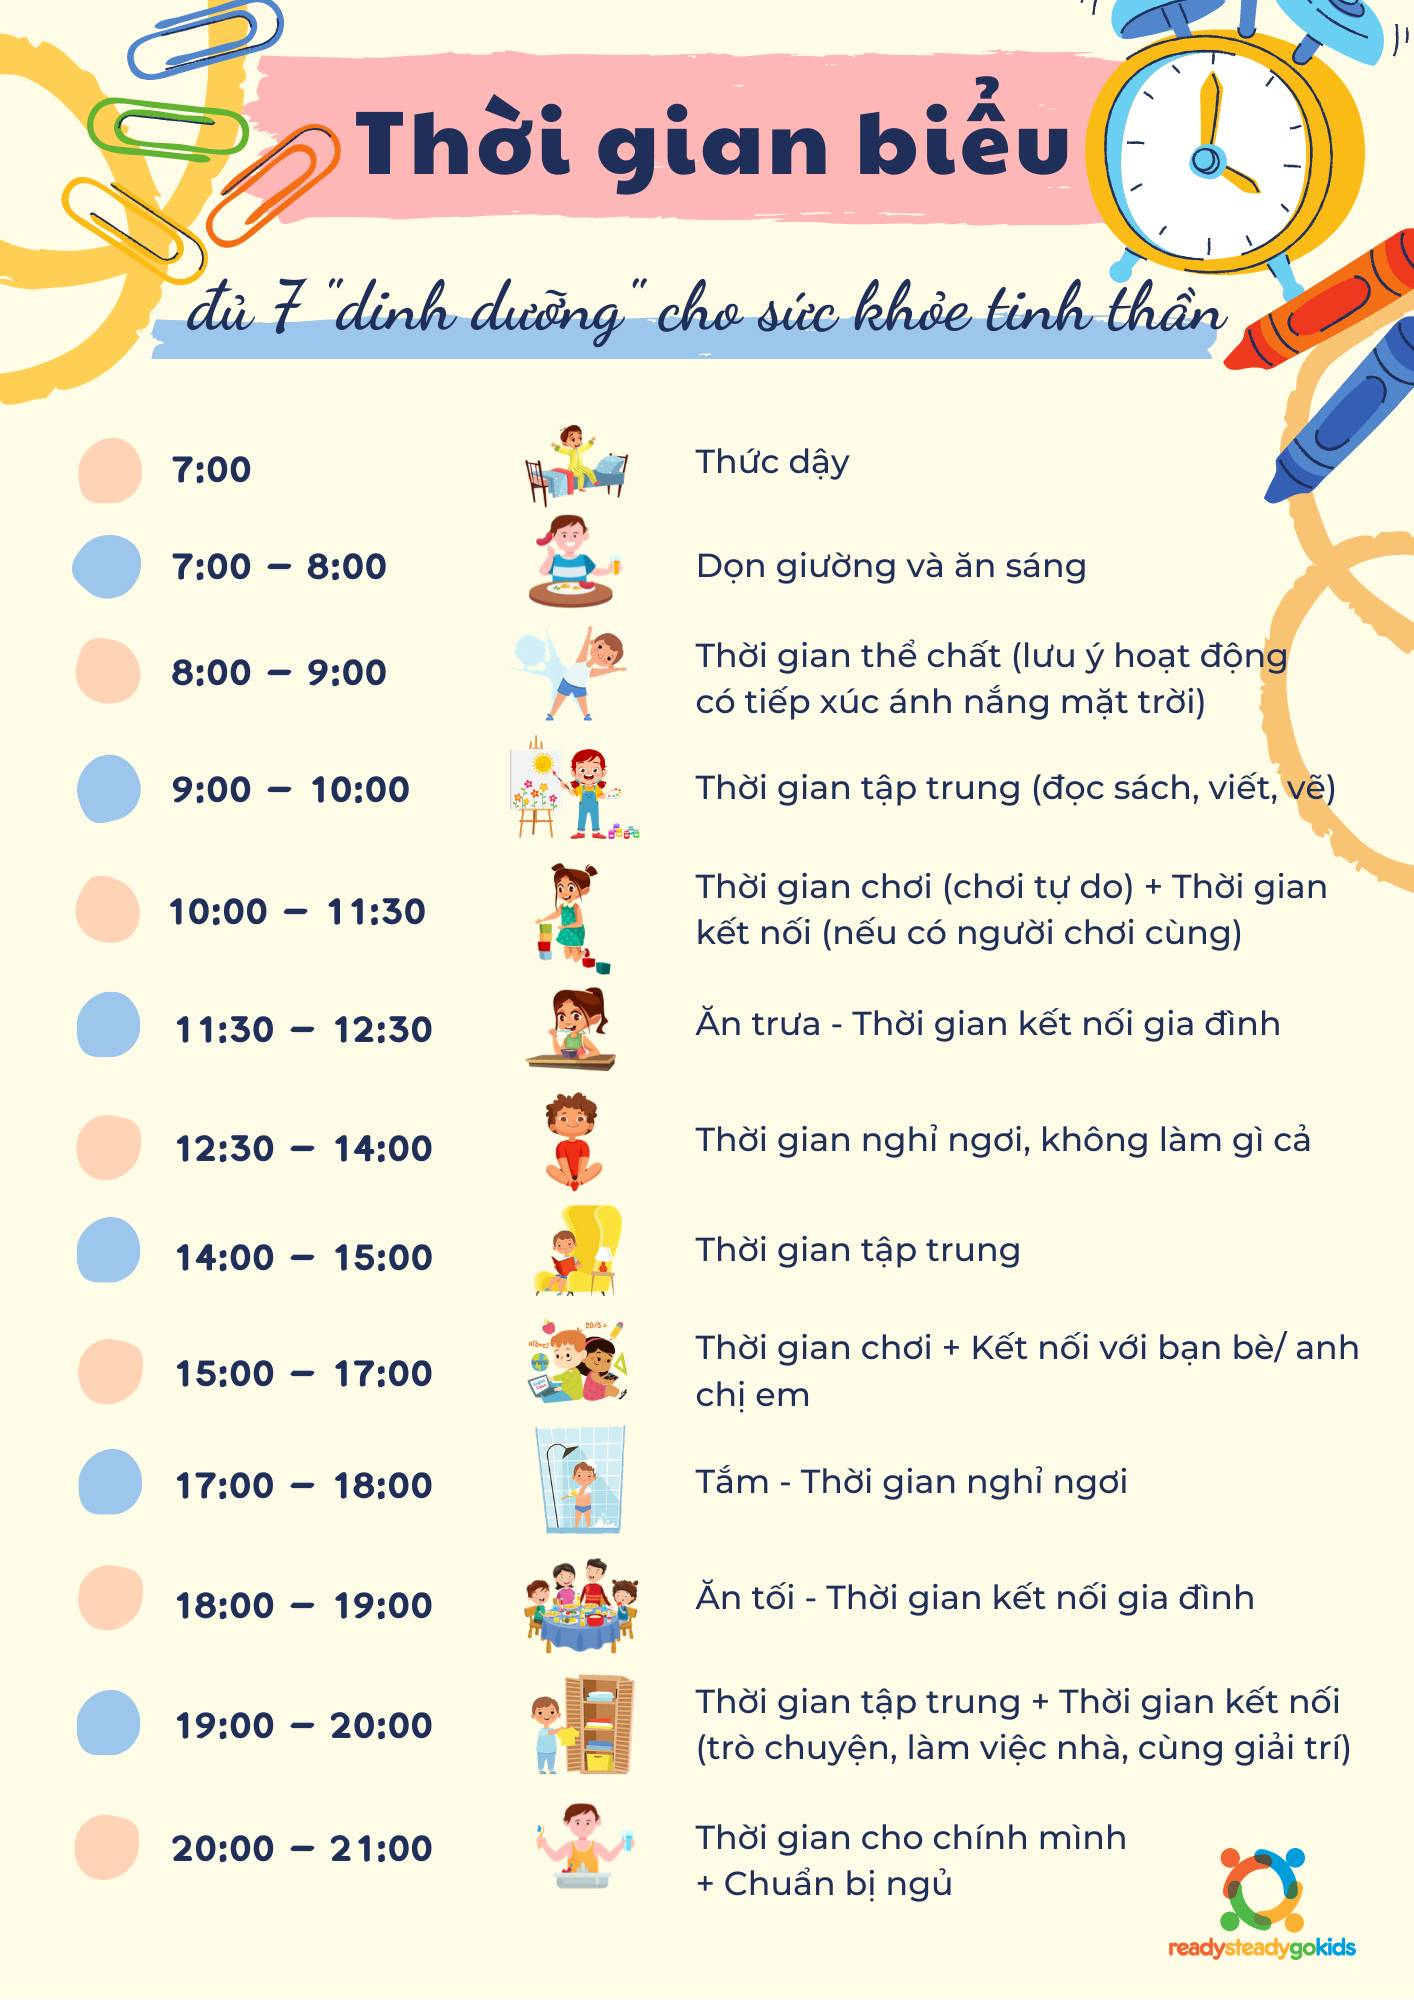 Thời gian biểu
đủ 7 "dinh dưỡng" cho sức khỏe tinh thần
7:00 Thức dậy
7:00 – 8:00 Dọn giường và ăn sáng
8:00 – 9:00 Thời gian thể chất (lưu ý hoạt động
có tiếp xúc ánh nắng mặt trời)
9:00 – 10:00 Thời gian tập trung (đọc sách, viết, vẽ)
10:00 – 11:30 Thời gian chơi (chơi tự do) + Thời gian
kết nối (nếu có người chơi cùng)
11:30 – 12:30 Ăn trưa - Thời gian kết nối gia đình
12:30 – 14:00 Thời gian nghỉ ngơi, không làm gì cả
14:00 – 15:00 Thời gian tập trung
20/5 =
15:00 – 17:00 Thời gian chơi + Kết nối với bạn bè/ anh
chị em
17:00 – 18:00 Tắm - Thời gian nghỉ ngơi
18:00 – 19:00 Ăn tối - Thời gian kết nối gia đình
19:00 – 20:00 Thời gian tập trung + Thời gian kết nối
(trò chuyện, làm việc nhà, cùng giải trí)
20:00 – 21:00 Thời gian cho chính mình
+ Chuẩn bị ngủ
readysteadygokids